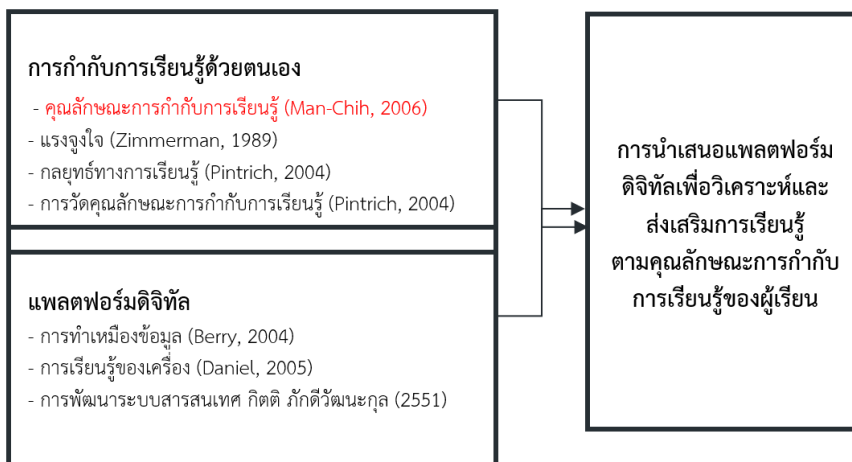 การกำกับการเรียนรู้ด้วยตนเอง
- คุณลักษณะการกำกับการเรียนรู้ (Man-Chih, 2006)
- แรงจูงใจ (Zimmerman, 1989)
- กลยุทธ์ทางการเรียนรู้ (Pintrich, 2004)
- การวัดคุณลักษณะการกำกับการเรียนรู้ (Pintrich, 2004)
แพลตฟอร์มดิจิทัล
- การทำเหมืองข้อมูล (Berry, 2004)
- การเรียนรู้ของเครื่อง (Daniel, 2005)
- การพัฒนาระบบสารสนเทศ กิตติ ภักดีวัฒนะกุล (2551)
การนำเสนอแพลตฟอร์ม
ดิจิทัลเพื่อวิเคราะห์และ
ส่งเสริมการเรียนรู้
ตามคุณลักษณะการกำกับ
การเรียนรู้ของผู้เรียน